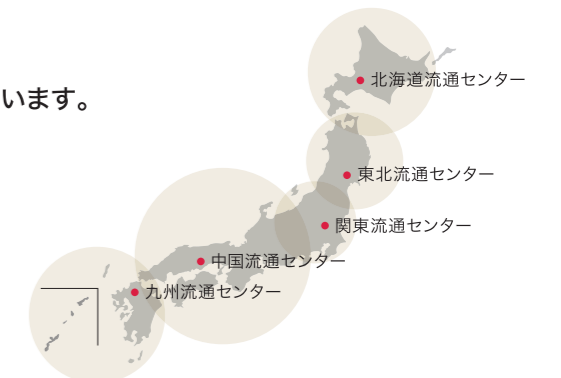 います。
北海道流通センター
東北流通センター
関東流通センター
中国流通センター
九州流通センター